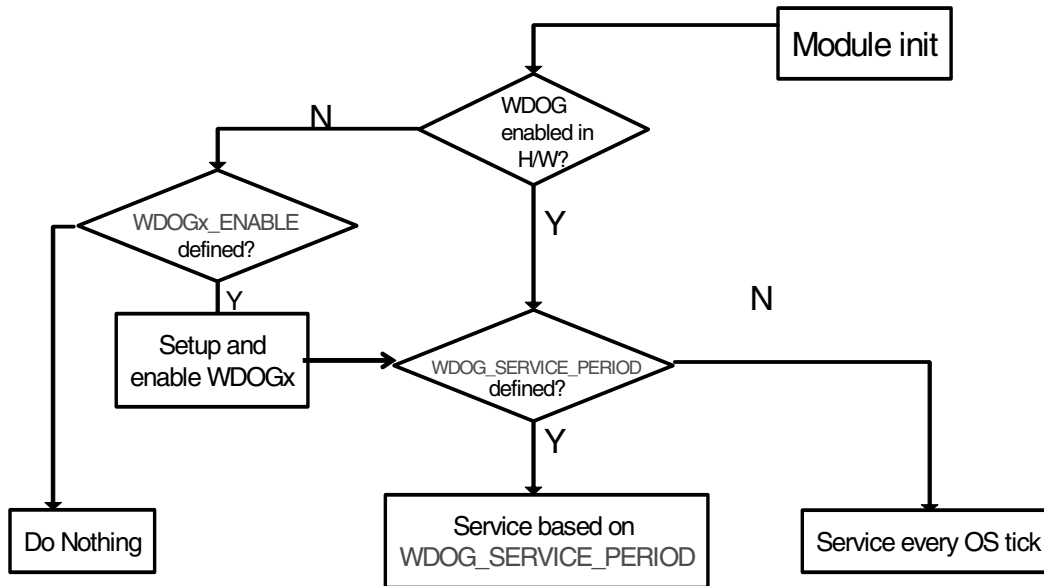 Module init
WDOG
enabled in
H/W?
N
WDOGx_ENABLE
defined?
Y
Y
N
Setup and
enable WDOGx
WDOG_SERVICE_PERIOD
defined?
Y
Do Nothing
Service based on
WDOG_SERVICE_PERIOD
Service every OS tick